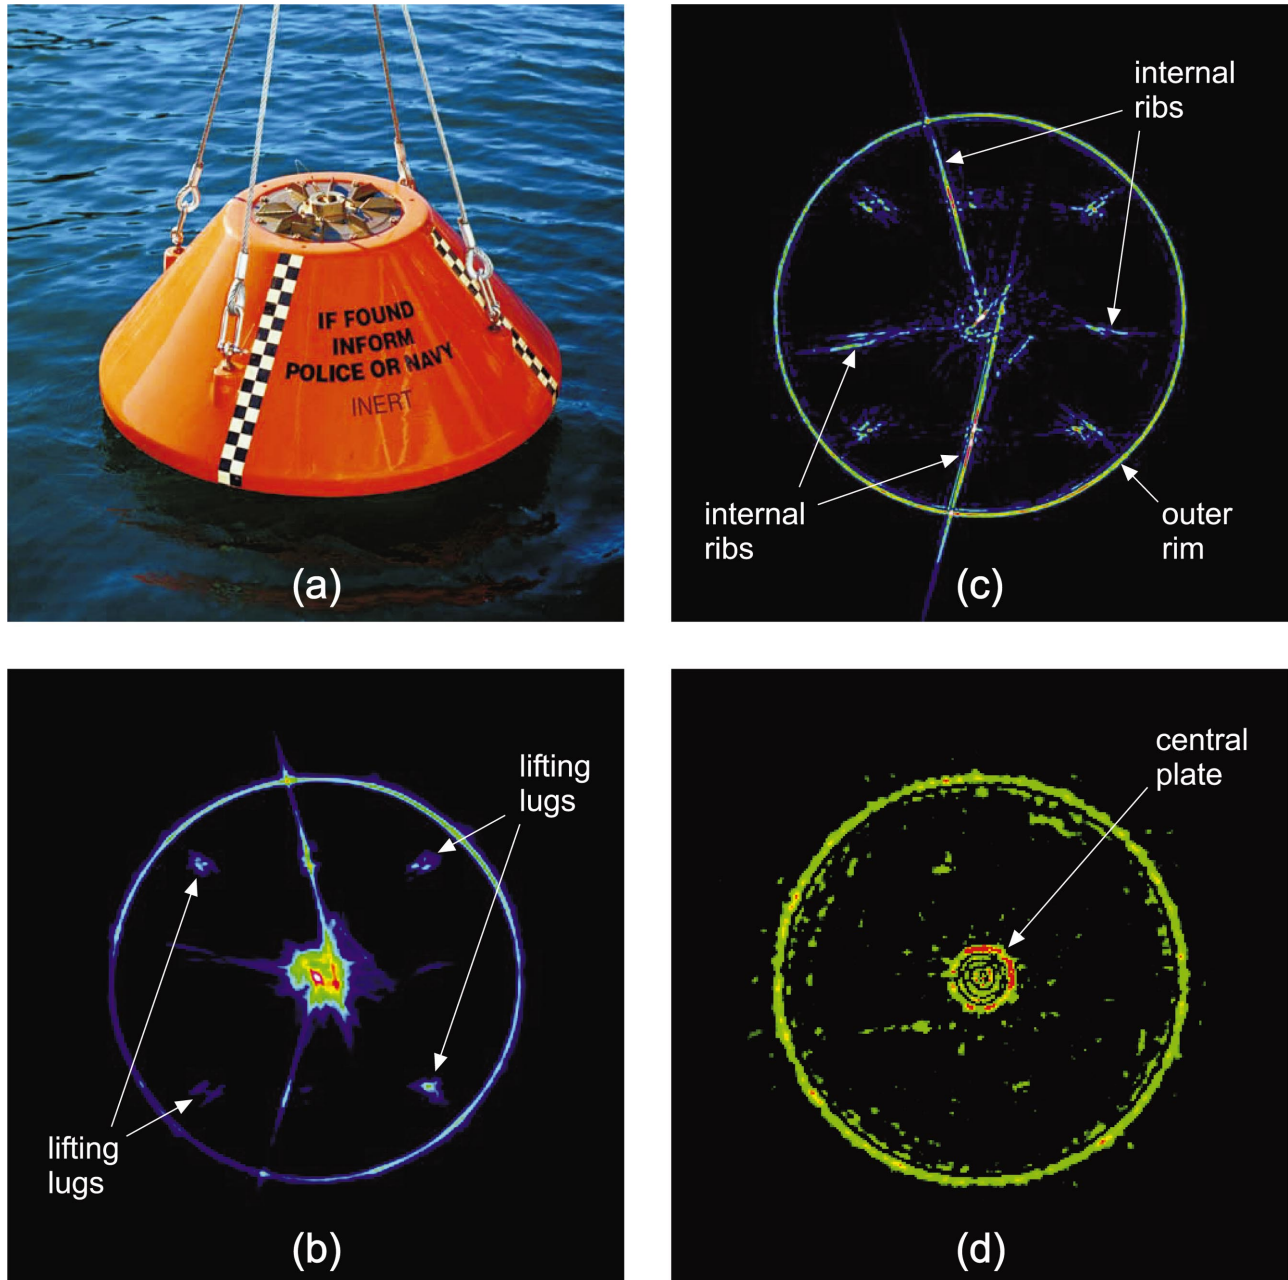 IF FOUND
INFORM
POLICE OR NAVY
INERT
(a)
internal
ribs
internal
ribs
outer
rim
(c)
lifting
lugs
lifting
lugs
(b)
central
plate
(d)